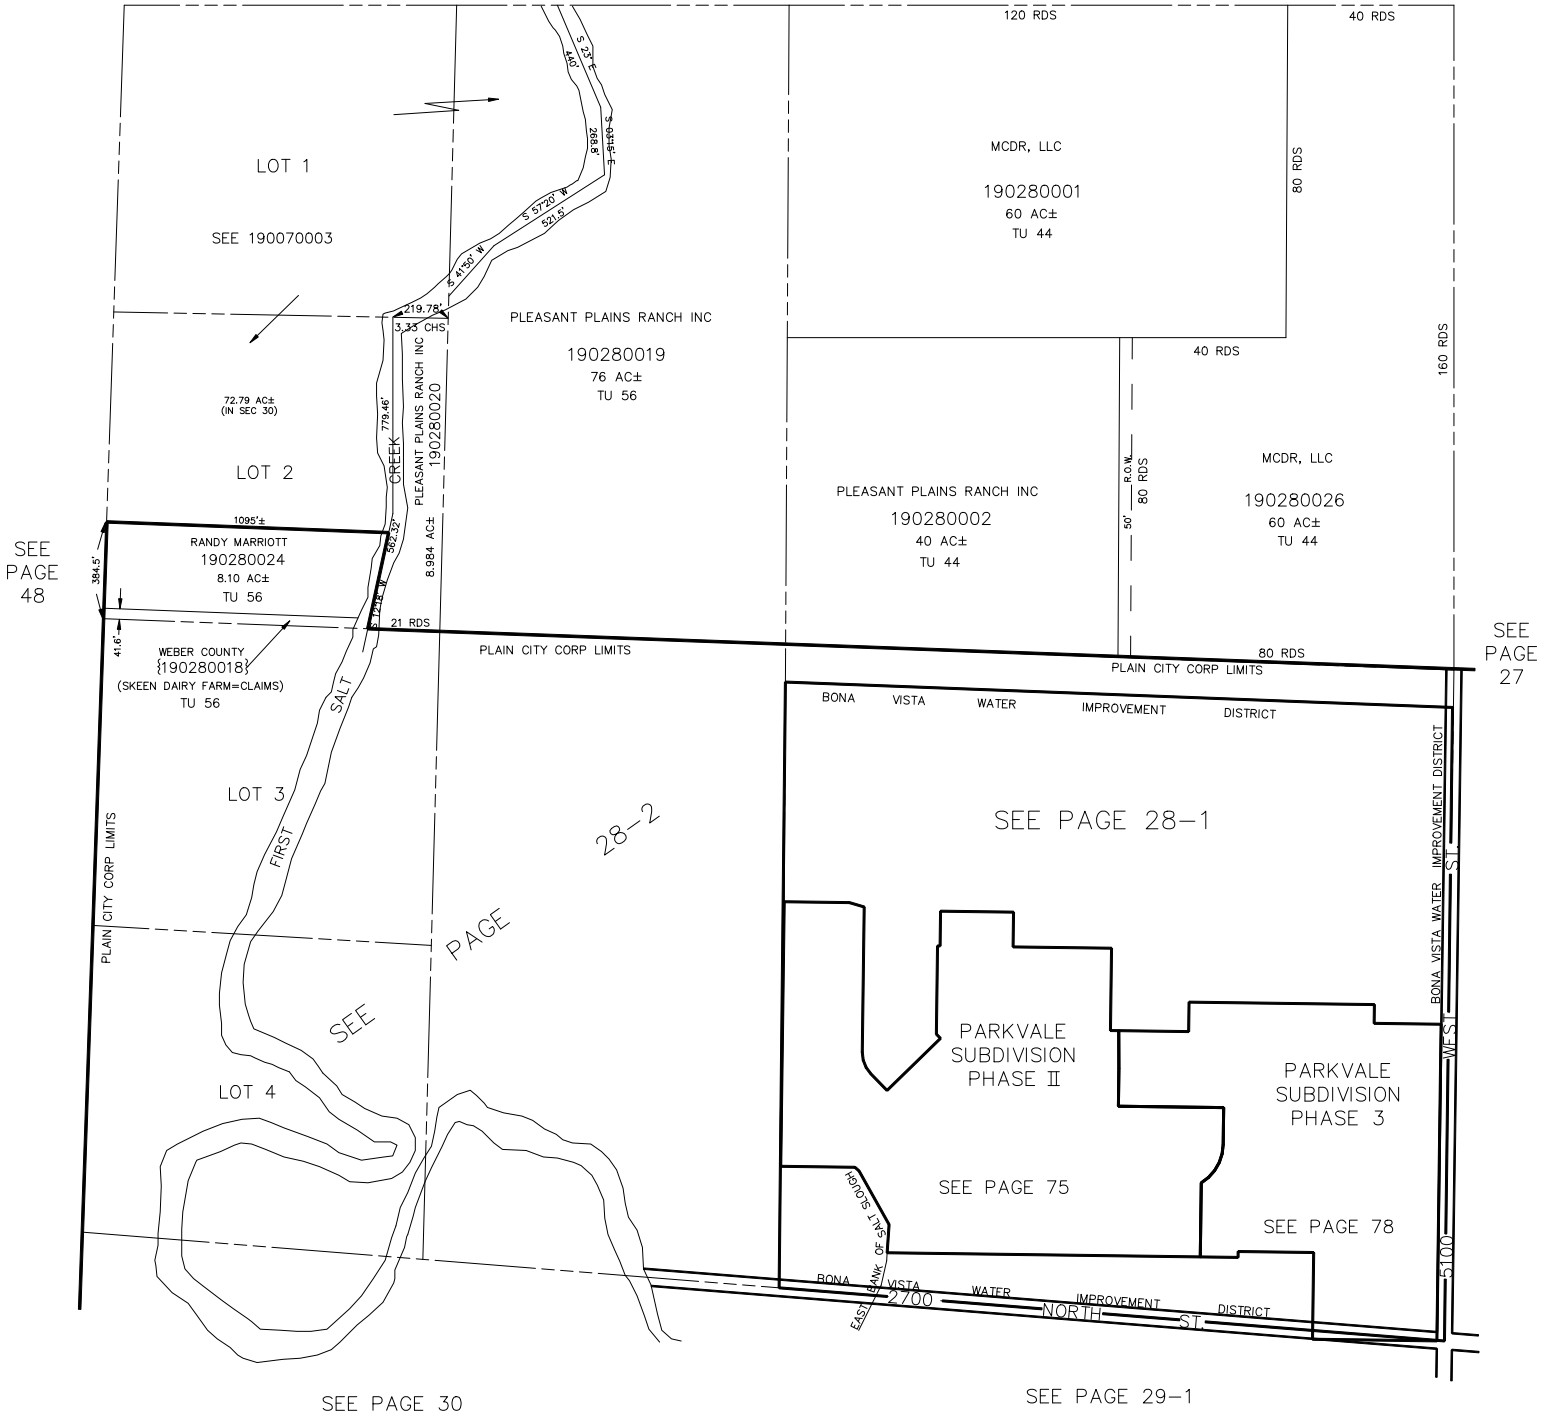 120 RDS
40 RDS
S 23° E
440'
S 03°15' E
268.8'
80 RDS
MCDR, LLC
190280001
60 AC±
TU 44
LOT 1
SEE 190070003
S 57°20' W
521.5'
S 41°50' W
219.78'
3.33 CHS
PLEASANT PLAINS RANCH INC
190280019
76 AC±
TU 56
40 RDS
160 RDS
72.79 AC±
(IN SEC 30)
779.46'
CREEK
PLEASANT PLAINS RANCH INC
190280020
8.984 AC±
LOT 2
PLEASANT PLAINS RANCH INC
190280002
40 AC±
TU 44
50' R.O.W.
80 RDS
MCDR, LLC
190280026
60 AC±
TU 44
1095'±
RANDY MARRIOTT
190280024
8.10 AC±
TU 56
562.32'
S 12°18' W
384.5'
41.6'
SEE
PAGE
48
21 RDS
PLAIN CITY CORP LIMITS
80 RDS
PLAIN CITY CORP LIMITS
SEE
PAGE
27
WEBER COUNTY
{190280018}
(SKEEN DAIRY FARM=CLAIMS)
TU 56
BONA VISTA WATER IMPROVEMENT DISTRICT
BONA VISTA WATER IMPROVEMENT DISTRICT
FIRST SALT
LOT 3
SEE PAGE 28-2
SEE PAGE 28-1
PLAIN CITY CORP LIMITS
5100 WEST ST.
PARKVALE
SUBDIVISION
PHASE II
PARKVALE
SUBDIVISION
PHASE 3
LOT 4
SEE PAGE 75
SEE PAGE 78
EAST BANK OF SALT SLOUGH
BONA VISTA WATER IMPROVEMENT DISTRICT
2700 NORTH ST.
SEE PAGE 30
SEE PAGE 29-1